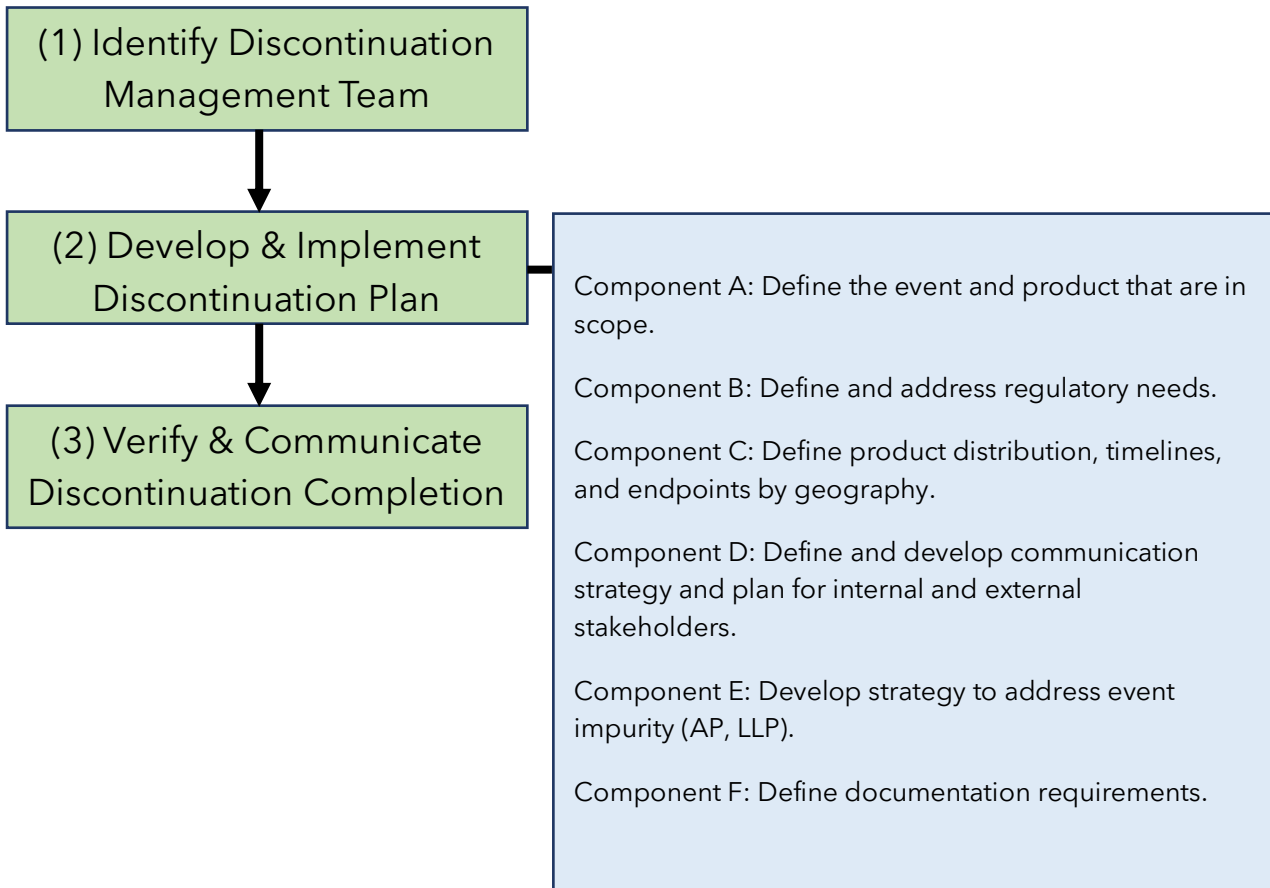 (1) Identify Discontinuation
Management Team
(2) Develop & Implement
Discontinuation Plan
(3) Verify & Communicate
Discontinuation Completion
Component A: Define the event and product that are in
scope.
Component B: Define and address regulatory needs.
Component C: Define product distribution, timelines,
and endpoints by geography.
Component D: Define and develop communication
strategy and plan for internal and external
stakeholders.
Component E: Develop strategy to address event
impurity (AP, LLP).
Component F: Define documentation requirements.